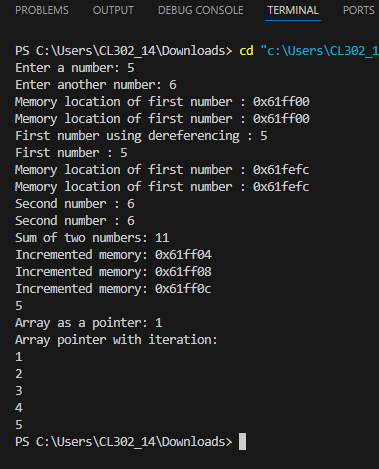 PROBLEMS OUTPUT DEBUG CONSOLE TERMINAL PORTS
PS C:\Users\CL302_14\Downloads> cd "c:\Users\CL302_1
Enter a number: 5
Enter another number: 6
Memory location of first number : 0x61ff00
Memory location of first number : 0x61ff00
First number using dereferencing : 5
First number : 5
Memory location of first number : 0x61fefc
Memory location of first number : 0x61fefc
Second number : 6
Second number : 6
Sum of two numbers: 11
Incremented memory: 0x61ff04
Incremented memory: 0x61ff08
Incremented memory: 0x61ff0c
5
Array as a pointer: 1
Array pointer with iteration:
1
2
3
4
5
PS C:\Users\CL302_14\Downloads>